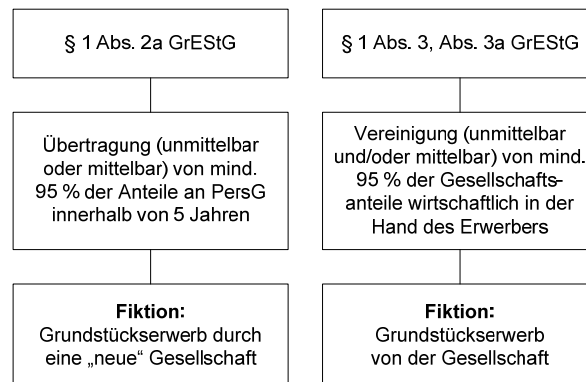 § 1 Abs. 2a GrEStG
Übertragung (unmittelbar
oder mittelbar) von mind.
95 % der Anteile an PersG
innerhalb von 5 Jahren
Fiktion:
Grundstückserwerb durch
eine „neue“ Gesellschaft
§ 1 Abs. 3, Abs. 3a GrEStG
Vereinigung (unmittelbar
und/oder mittelbar) von mind.
95 % der Gesellschafts-
anteile wirtschaftlich in der
Hand des Erwerbers
Fiktion:
Grundstückserwerb
von der Gesellschaft